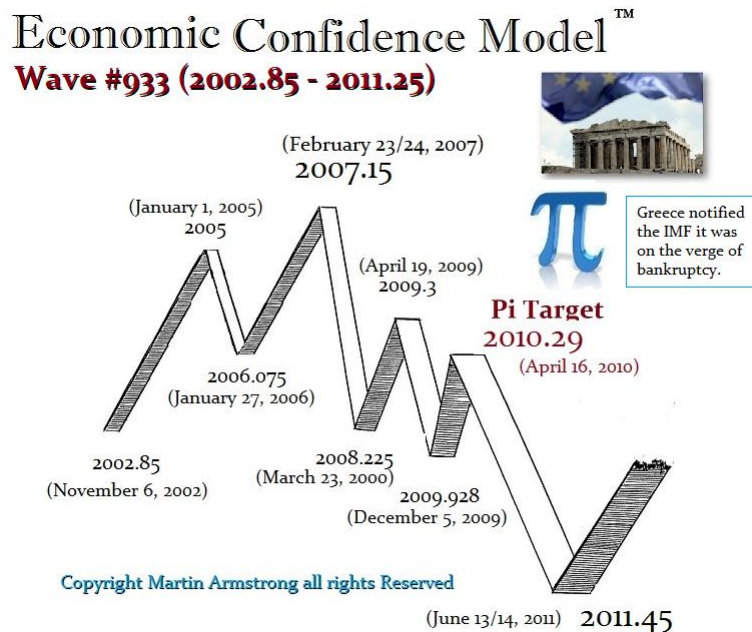 Economic Confidence Model™
Wave #933 (2002.85 - 2011.25)
(February 23/24, 2007)
2007.15
(January 1, 2005)
2005
Greece notified
the IMF it was
on the verge of
bankruptcy.
(April 19, 2009)
2009.3
Pi Target
2010.29
(April 16, 2010)
2006.075
(January 27, 2006)
2002.85
(November 6, 2002)
2008.225
(March 23, 2000)
2009.928
(December 5, 2009)
Copyright Martin Armstrong all rights Reserved
(June 13/14, 2011) 2011.45